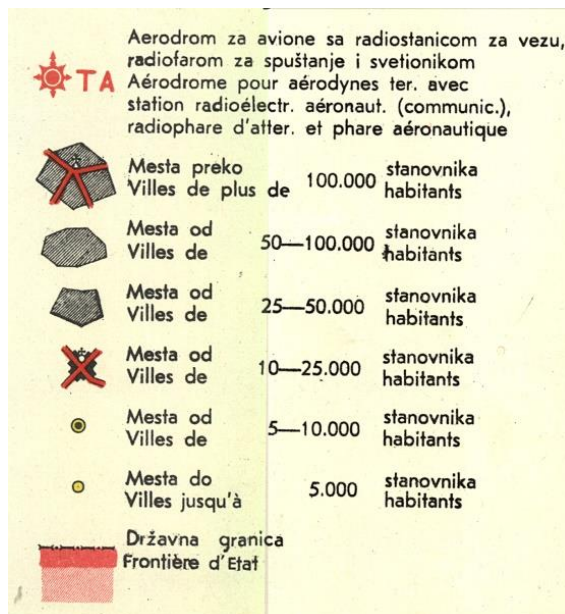 Aerodrom za avione sa radiostanicom za vezu,
radiofarom za spuštanje i svetionikom
TA Aérodrome pour aérodynes ter. avec
station radioélectr. aéronaut. (communic.),
radiophare d'atter. et phare aéronautique
Mesta preko 100.000 stanovnika
Villes de plus de habitants
Mesta od 50—100.000 stanovnika
Villes de habitants
Mesta od 25—50.000 stanovnika
Villes de habitants
Mesta od 10—25.000 stanovnika
Villes de habitants
Mesta od 5—10.000 stanovnika
Villes de habitants
Mesta do 5.000 stanovnika
Villes jusqu'à habitants
Državna granica
Frontière d'Etat